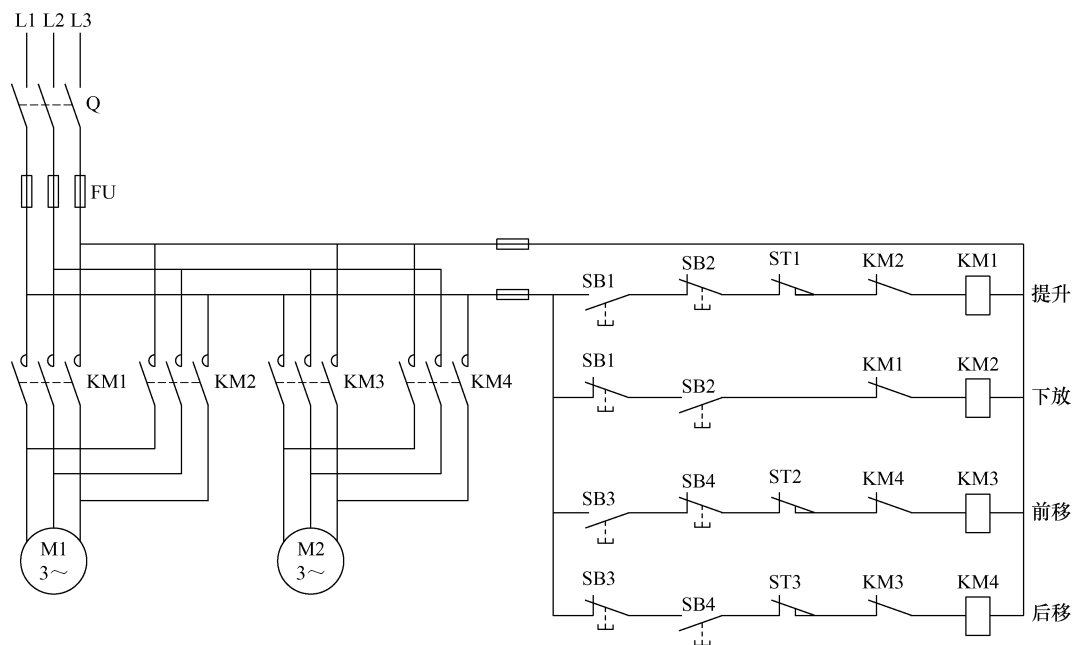 L1 L2 L3
Q
FU
SB1 SB2 ST1 KM2 KM1 提升
KM1 KM2 KM3 KM4
SB1 SB2 KM1 KM2 下放
SB3 SB4 ST2 KM4 KM3 前移
M1 3～
M2 3～
SB3 SB4 ST3 KM3 KM4 后移